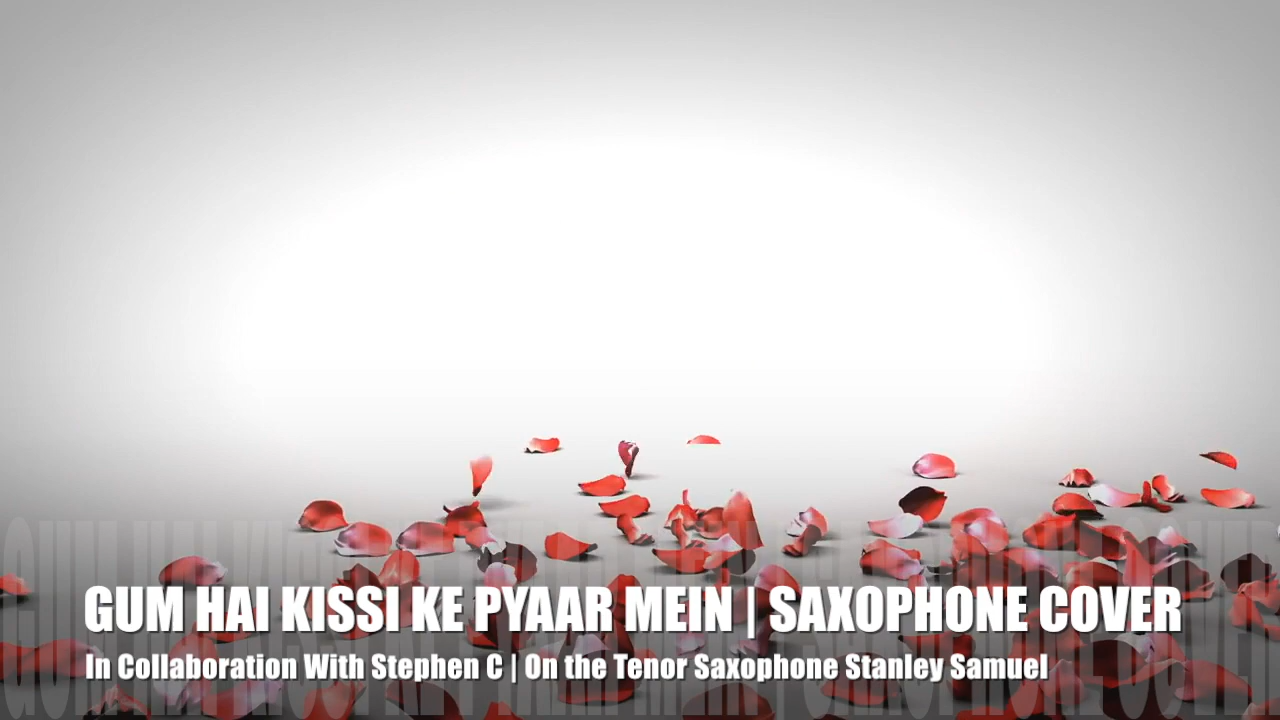 GUM HAI KISSI KE PYAAR MEIN | SAXOPHONE COVER
In Collaboration With Stephen C | On the Tenor Saxophone Stanley Samuel